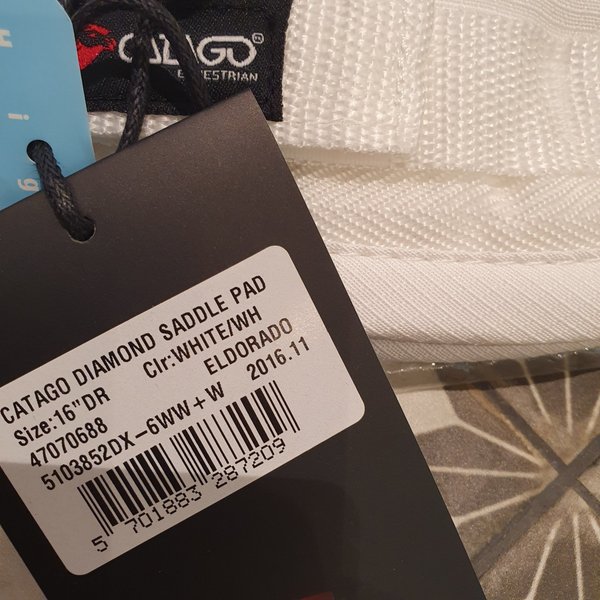 CATAGO
EQUESTRIAN
CATAGO DIAMOND SADDLE PAD
Size:16"DR Clr:WHITE/WH
47070688 ELDORADO
5103852DX-6WW+W 2016.11
5 701883 287209